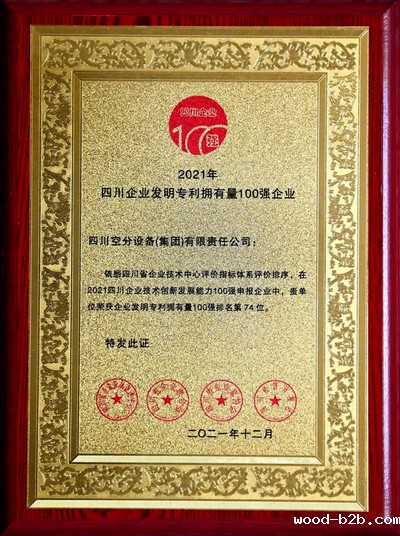 四川企业
100强
2021年
四川企业发明专利拥有量100强企业
四川空分设备(集团)有限责任公司：
依照四川省企业技术中心评价指标体系评价排序，在
2021四川企业技术创新发展能力100强申报企业中，贵单
位荣获企业发明专利拥有量100强排名第 74 位。
特发此证
二〇二一年十二月
wood-b2b.com